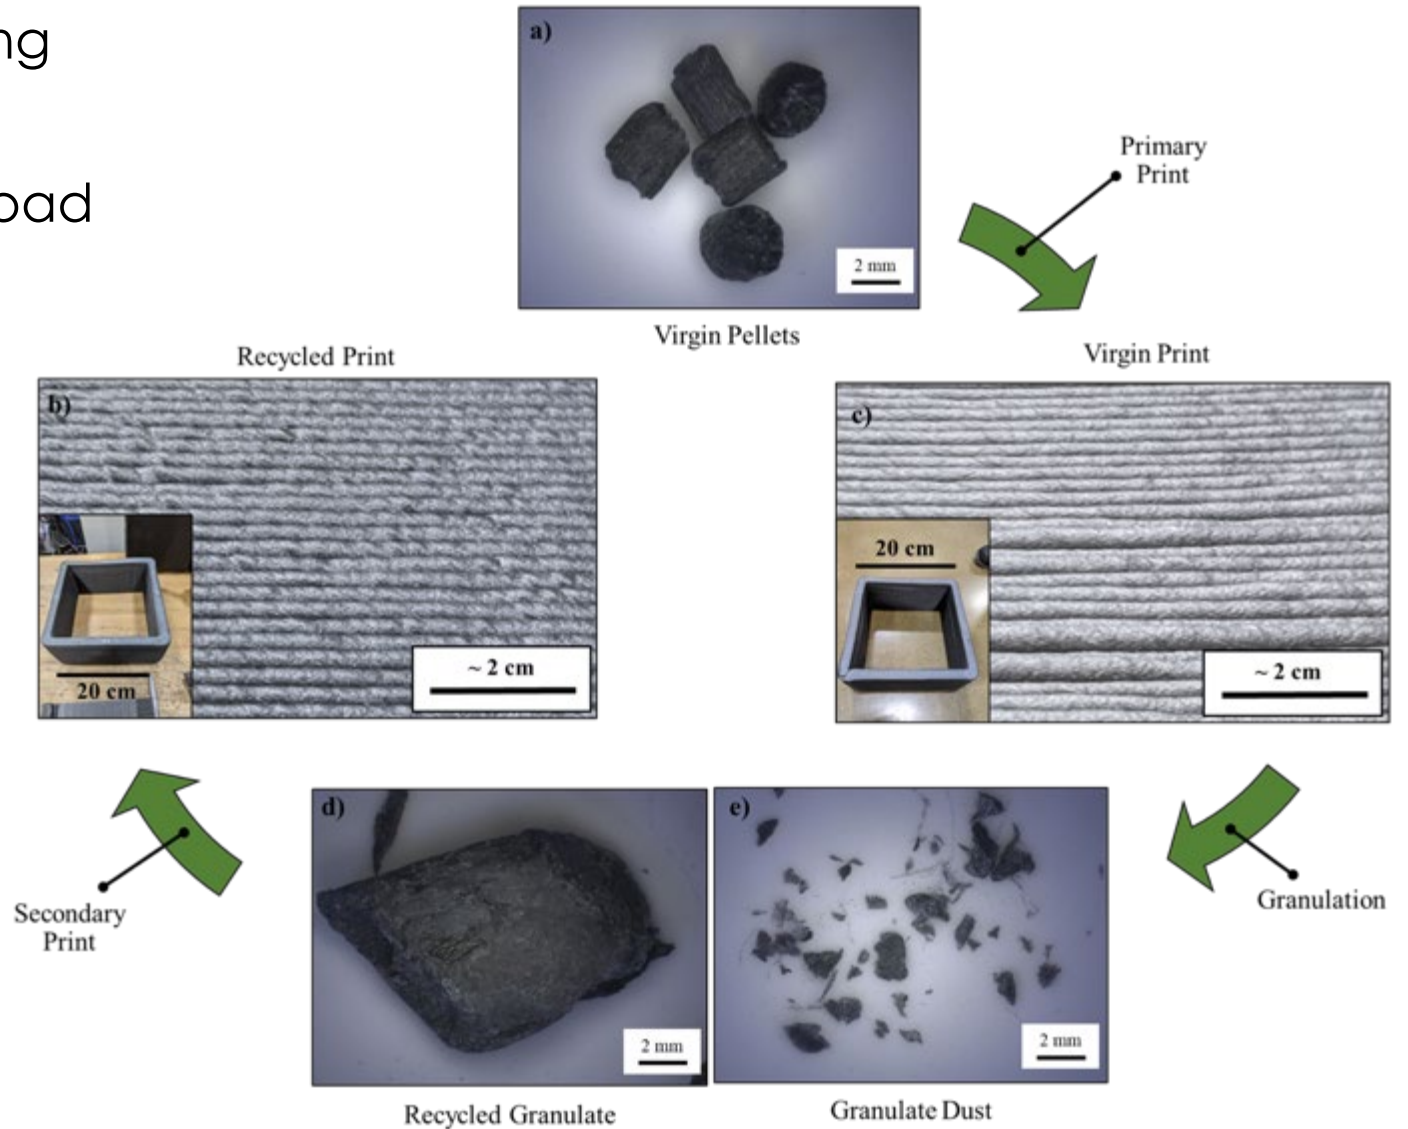 ng
oad
a)
2 mm
Virgin Pellets
Primary
Print
Recycled Print
b)
20 cm
~ 2 cm
Virgin Print
c)
20 cm
~ 2 cm
Secondary
Print
d)
2 mm
Recycled Granulate
e)
2 mm
Granulate Dust
Granulation